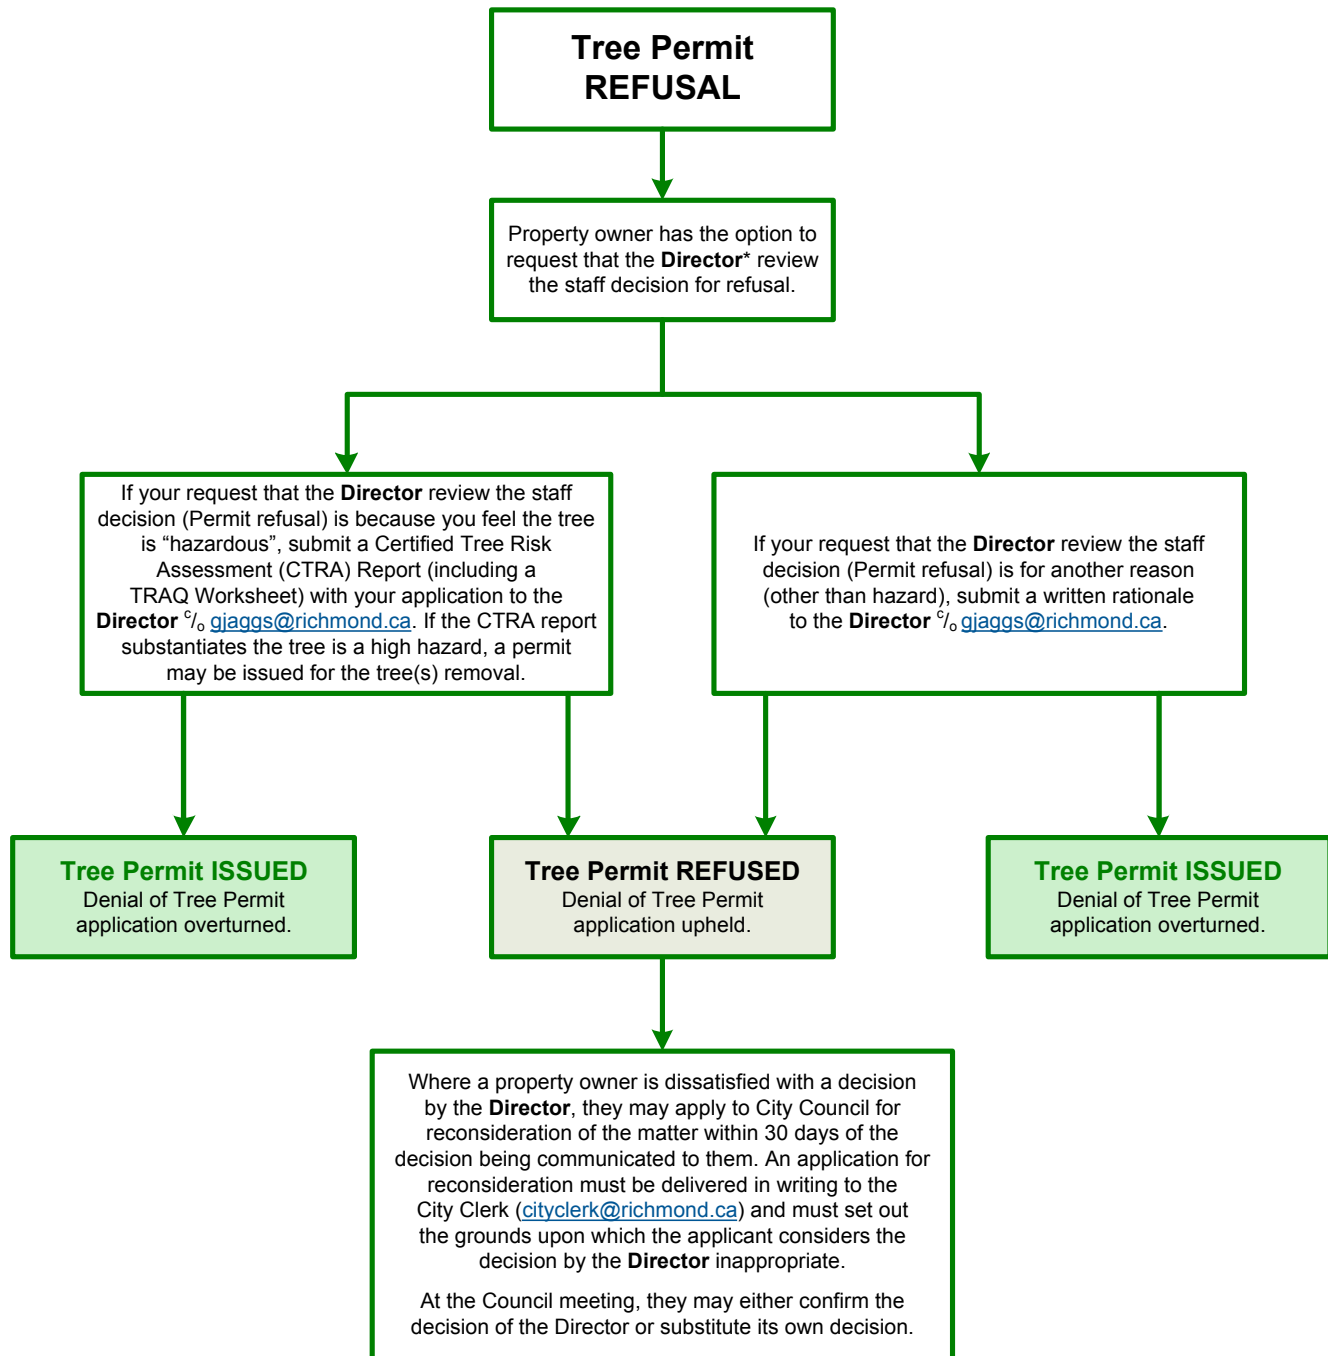 Tree Permit
REFUSAL
Property owner has the option to
request that the Director* review
the staff decision for refusal.
If your request that the Director review the staff
decision (Permit refusal) is because you feel the tree
is “hazardous”, submit a Certified Tree Risk
Assessment (CTRA) Report (including a
TRAQ Worksheet) with your application to the
Director c/o gjaggs@richmond.ca. If the CTRA report
substantiates the tree is a high hazard, a permit
may be issued for the tree(s) removal.
If your request that the Director review the staff
decision (Permit refusal) is for another reason
(other than hazard), submit a written rationale
to the Director c/o gjaggs@richmond.ca.
Tree Permit ISSUED
Denial of Tree Permit
application overturned.
Tree Permit REFUSED
Denial of Tree Permit
application upheld.
Tree Permit ISSUED
Denial of Tree Permit
application overturned.
Where a property owner is dissatisfied with a decision
by the Director, they may apply to City Council for
reconsideration of the matter within 30 days of the
decision being communicated to them. An application for
reconsideration must be delivered in writing to the
City Clerk (cityclerk@richmond.ca) and must set out
the grounds upon which the applicant considers the
decision by the Director inappropriate.
At the Council meeting, they may either confirm the
decision of the Director or substitute its own decision.